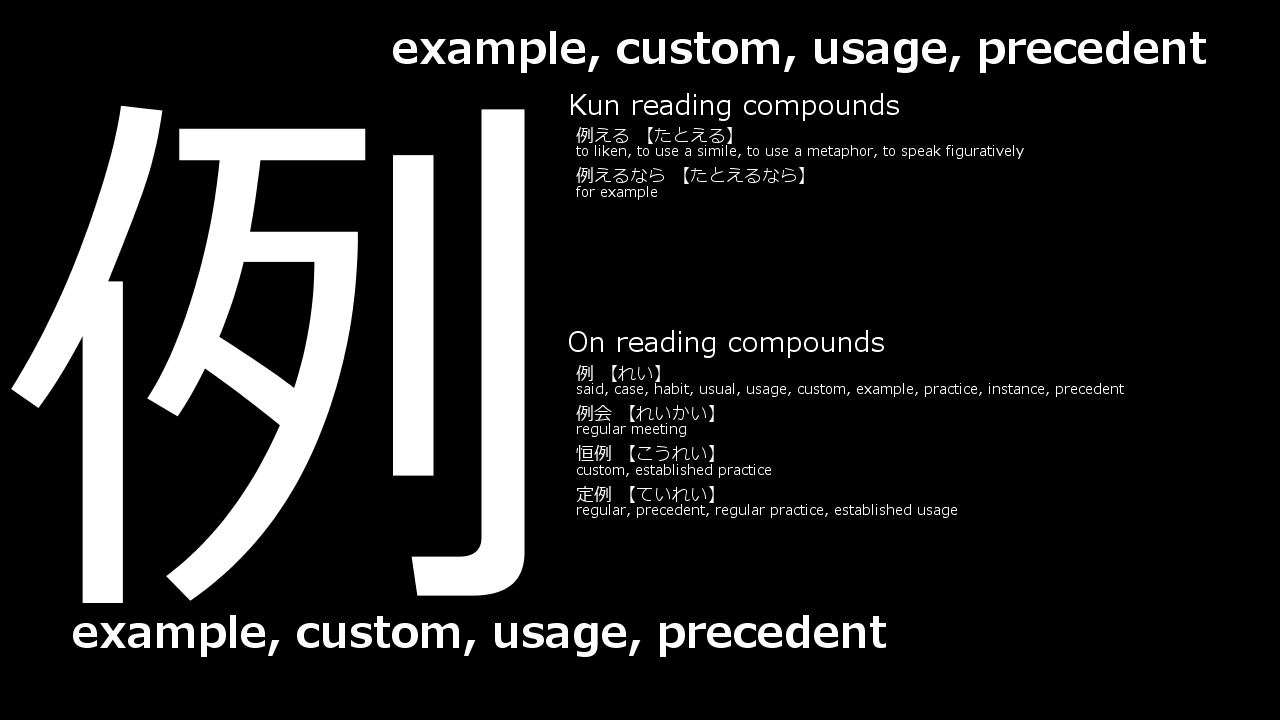 example, custom, usage, precedent
例
Kun reading compounds
例える 【たとえる】
to liken, to use a simile, to use a metaphor, to speak figuratively
例えるなら 【たとえるなら】
for example
On reading compounds
例 【れい】
said, case, habit, usual, usage, custom, example, practice, instance, precedent
例会 【れいかい】
regular meeting
恒例 【こうれい】
custom, established practice
定例 【ていれい】
regular, precedent, regular practice, established usage
example, custom, usage, precedent